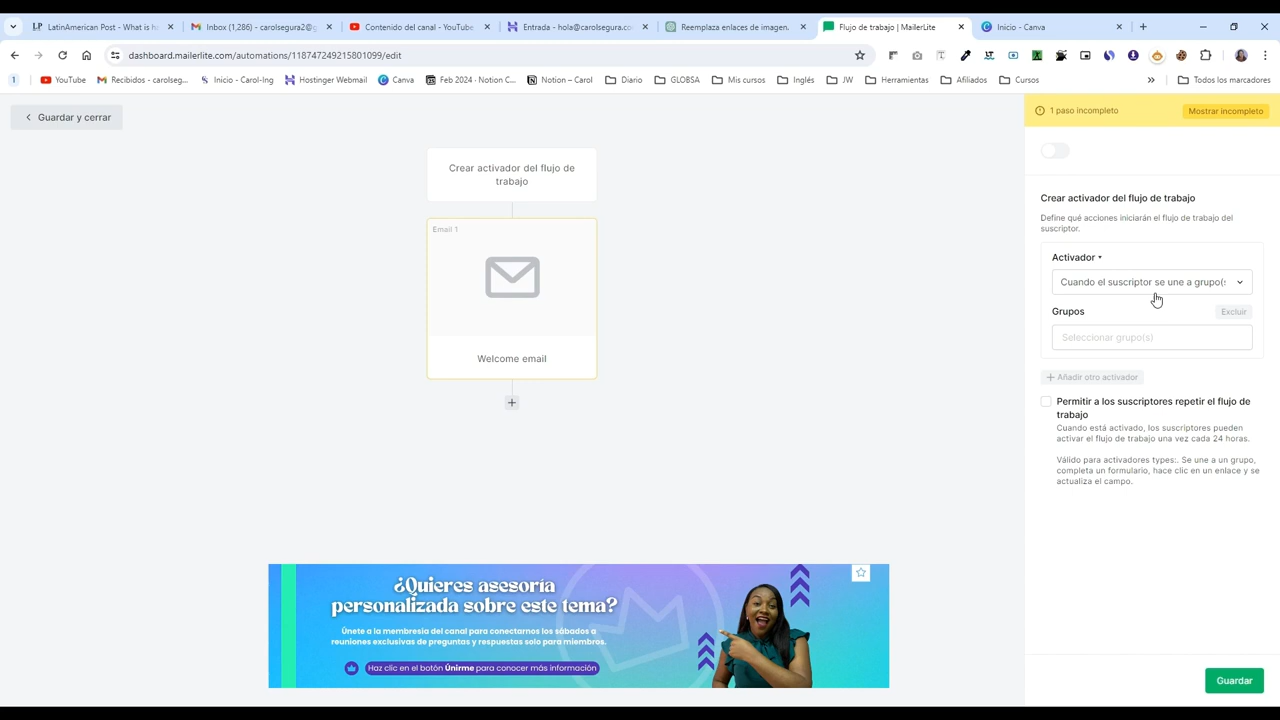 LatinAmerican Post - What is ha
Inbox (1,286) - carolsegura2@g
Contenido del canal - YouTube
Entrada - hola@carolsegura.co
Reemplaza enlaces de imagen.
Flujo de trabajo | MailerLite
Inicio - Canva
dashboard.mailerlite.com/automations/118747249215801099/edit
1
YouTube
Recibidos - carolseg...
Inicio - Carol-Ing
Hostinger Webmail
Canva
Feb 2024 - Notion C...
Notion – Carol
Diario
GLOBSA
Mis cursos
Inglés
JW
Herramientas
Afiliados
Cursos
Todos los marcadores
Guardar y cerrar
1 paso incompleto
Mostrar incompleto
Crear activador del flujo de
trabajo
Email 1
Welcome email
Crear activador del flujo de trabajo
Define qué acciones iniciarán el flujo de trabajo del
suscriptor.
Activador
Cuando el suscriptor se une a grupo(s
Grupos
Excluir
Seleccionar grupo(s)
Añadir otro activador
Permitir a los suscriptores repetir el flujo de
trabajo
Cuando está activado, los suscriptores pueden
activar el flujo de trabajo una vez cada 24 horas.
Válido para activadores types:. Se une a un grupo,
completa un formulario, hace clic en un enlace y se
actualiza el campo.
¿Quieres asesoría
personalizada sobre este tema?
Únete a la membresía del canal para conectarnos los sábados a
reuniones exclusivas de preguntas y respuestas solo para miembros.
Haz clic en el botón Únirme para conocer más información
Guardar